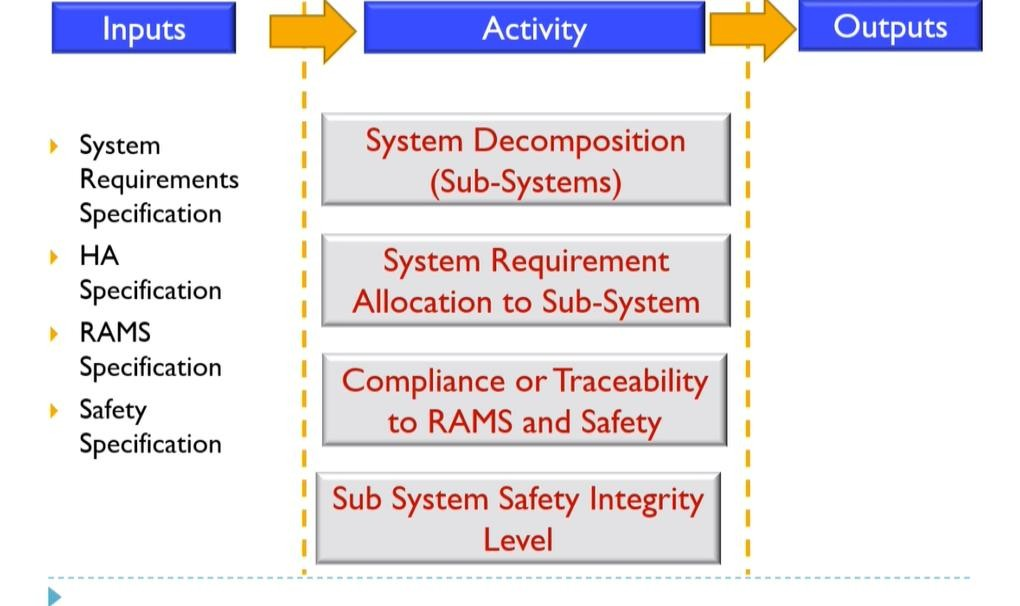 Inputs
Activity
Outputs
System
Requirements
Specification
HA
Specification
RAMS
Specification
Safety
Specification
System Decomposition
(Sub-Systems)
System Requirement
Allocation to Sub-System
Compliance or Traceability
to RAMS and Safety
Sub System Safety Integrity
Level